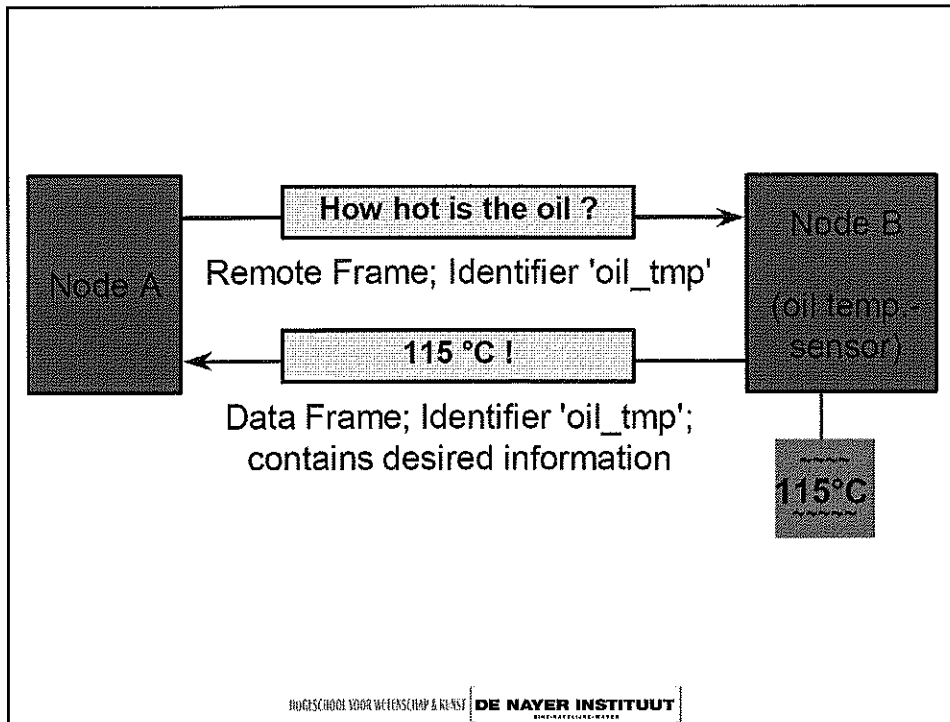 How hot is the oil ?
Node A
Node B
(oil temp.-
sensor)
Remote Frame; Identifier 'oil_tmp'
115 °C !
Data Frame; Identifier 'oil_tmp';
contains desired information
~~~~
115°C
~~~~~
HOGESCHOOL VOOR WETENSCHAP & KUNST
DE NAYER INSTITUUT